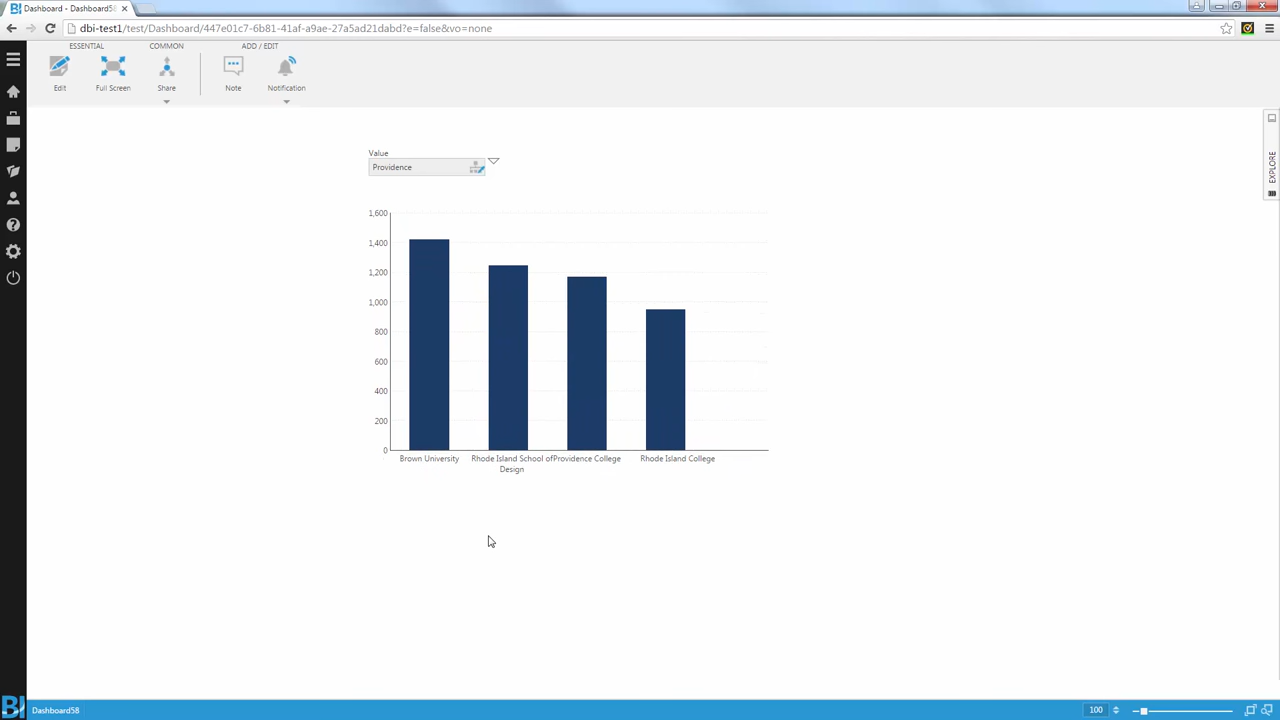 Dashboard - Dashboard58
dbi-test1/test/Dashboard/447e01c7-6b81-41af-a9ae-27a5ad21dabd?e=false&vo=none
ESSENTIAL COMMON ADD / EDIT
Edit Full Screen Share Note Notification
EXPLORE
Value
Providence
1,600
1,400
1,200
1,000
800
600
400
200
0
Brown University Rhode Island School of Providence College Rhode Island College
Design
BI Dashboard58 100